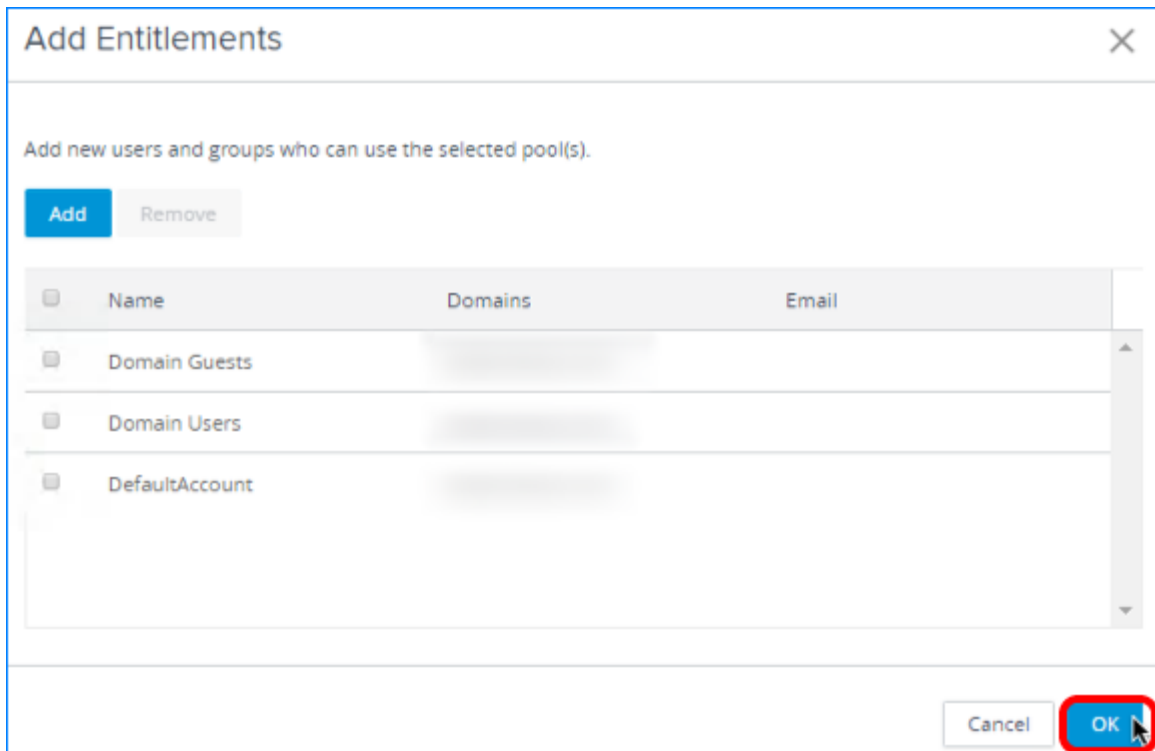 Add Entitlements
Add new users and groups who can use the selected pool(s).
Add Remove
Name Domains Email
Domain Guests
Domain Users
DefaultAccount
Cancel OK